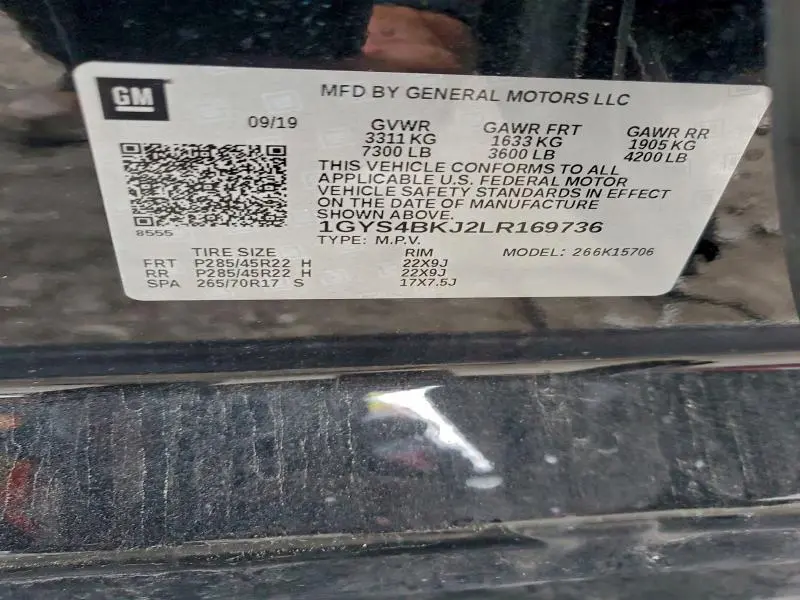 GM
MFD BY GENERAL MOTORS LLC
09/19
GVWR GAWR FRT GAWR RR
3311 KG 1633 KG 1905 KG
7300 LB 3600 LB 4200 LB
THIS VEHICLE CONFORMS TO ALL
APPLICABLE U.S. FEDERAL MOTOR
VEHICLE SAFETY STANDARDS IN EFFECT
ON THE DATE OF MANUFACTURE
SHOWN ABOVE.
8555
1GYS4BKJ2LR169736
TYPE: M.P.V. MODEL: 266K15706
TIRE SIZE RIM
FRT P285/45R22 H 22X9J
RR P285/45R22 H 22X9J
SPA 265/70R17 S 17X7.5J